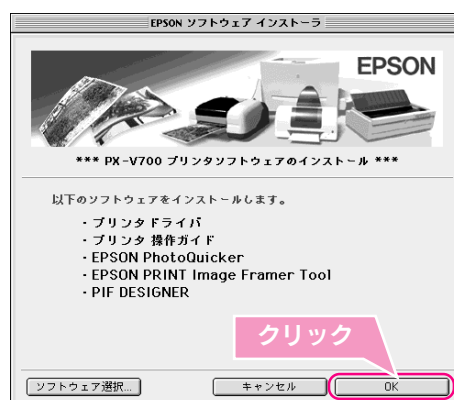 EPSON ソフトウェア インストーラ
EPSON
*** PX-V700 プリンタソフトウェアのインストール ***
以下のソフトウェアをインストールします。
・プリンタドライバ
・プリンタ 操作ガイド
・EPSON PhotoQuicker
・EPSON PRINT Image Framer Tool
・PIF DESIGNER
クリック
ソフトウェア選択...
キャンセル
OK